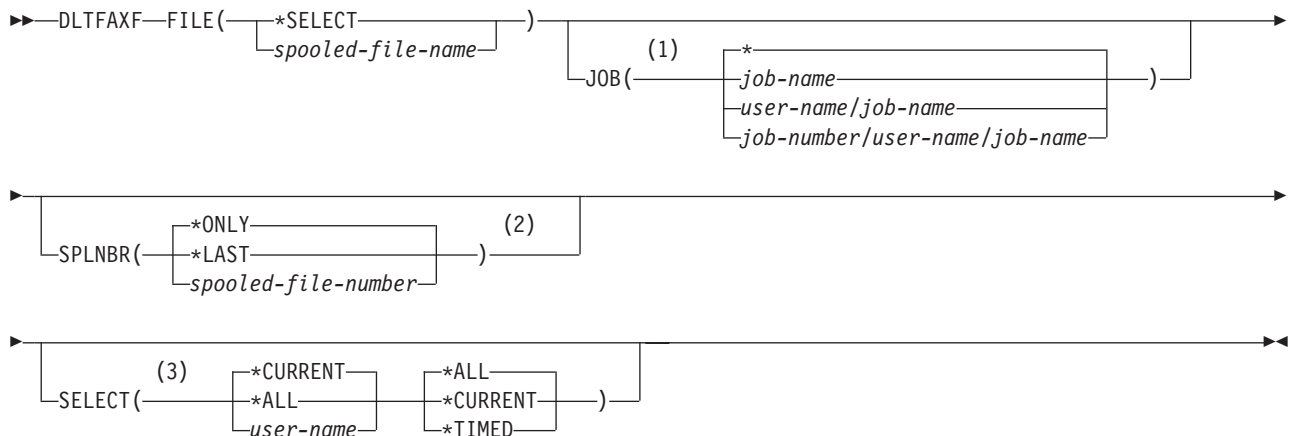 DLTFAXF FILE( *SELECT )
spooled-file-name
(1) *
JOB( job-name )
user-name/job-name
job-number/user-name/job-name
*ONLY (2)
SPLNBR( *LAST )
spooled-file-number
(3) *CURRENT *ALL
SELECT( *ALL *CURRENT )
user-name *TIMED